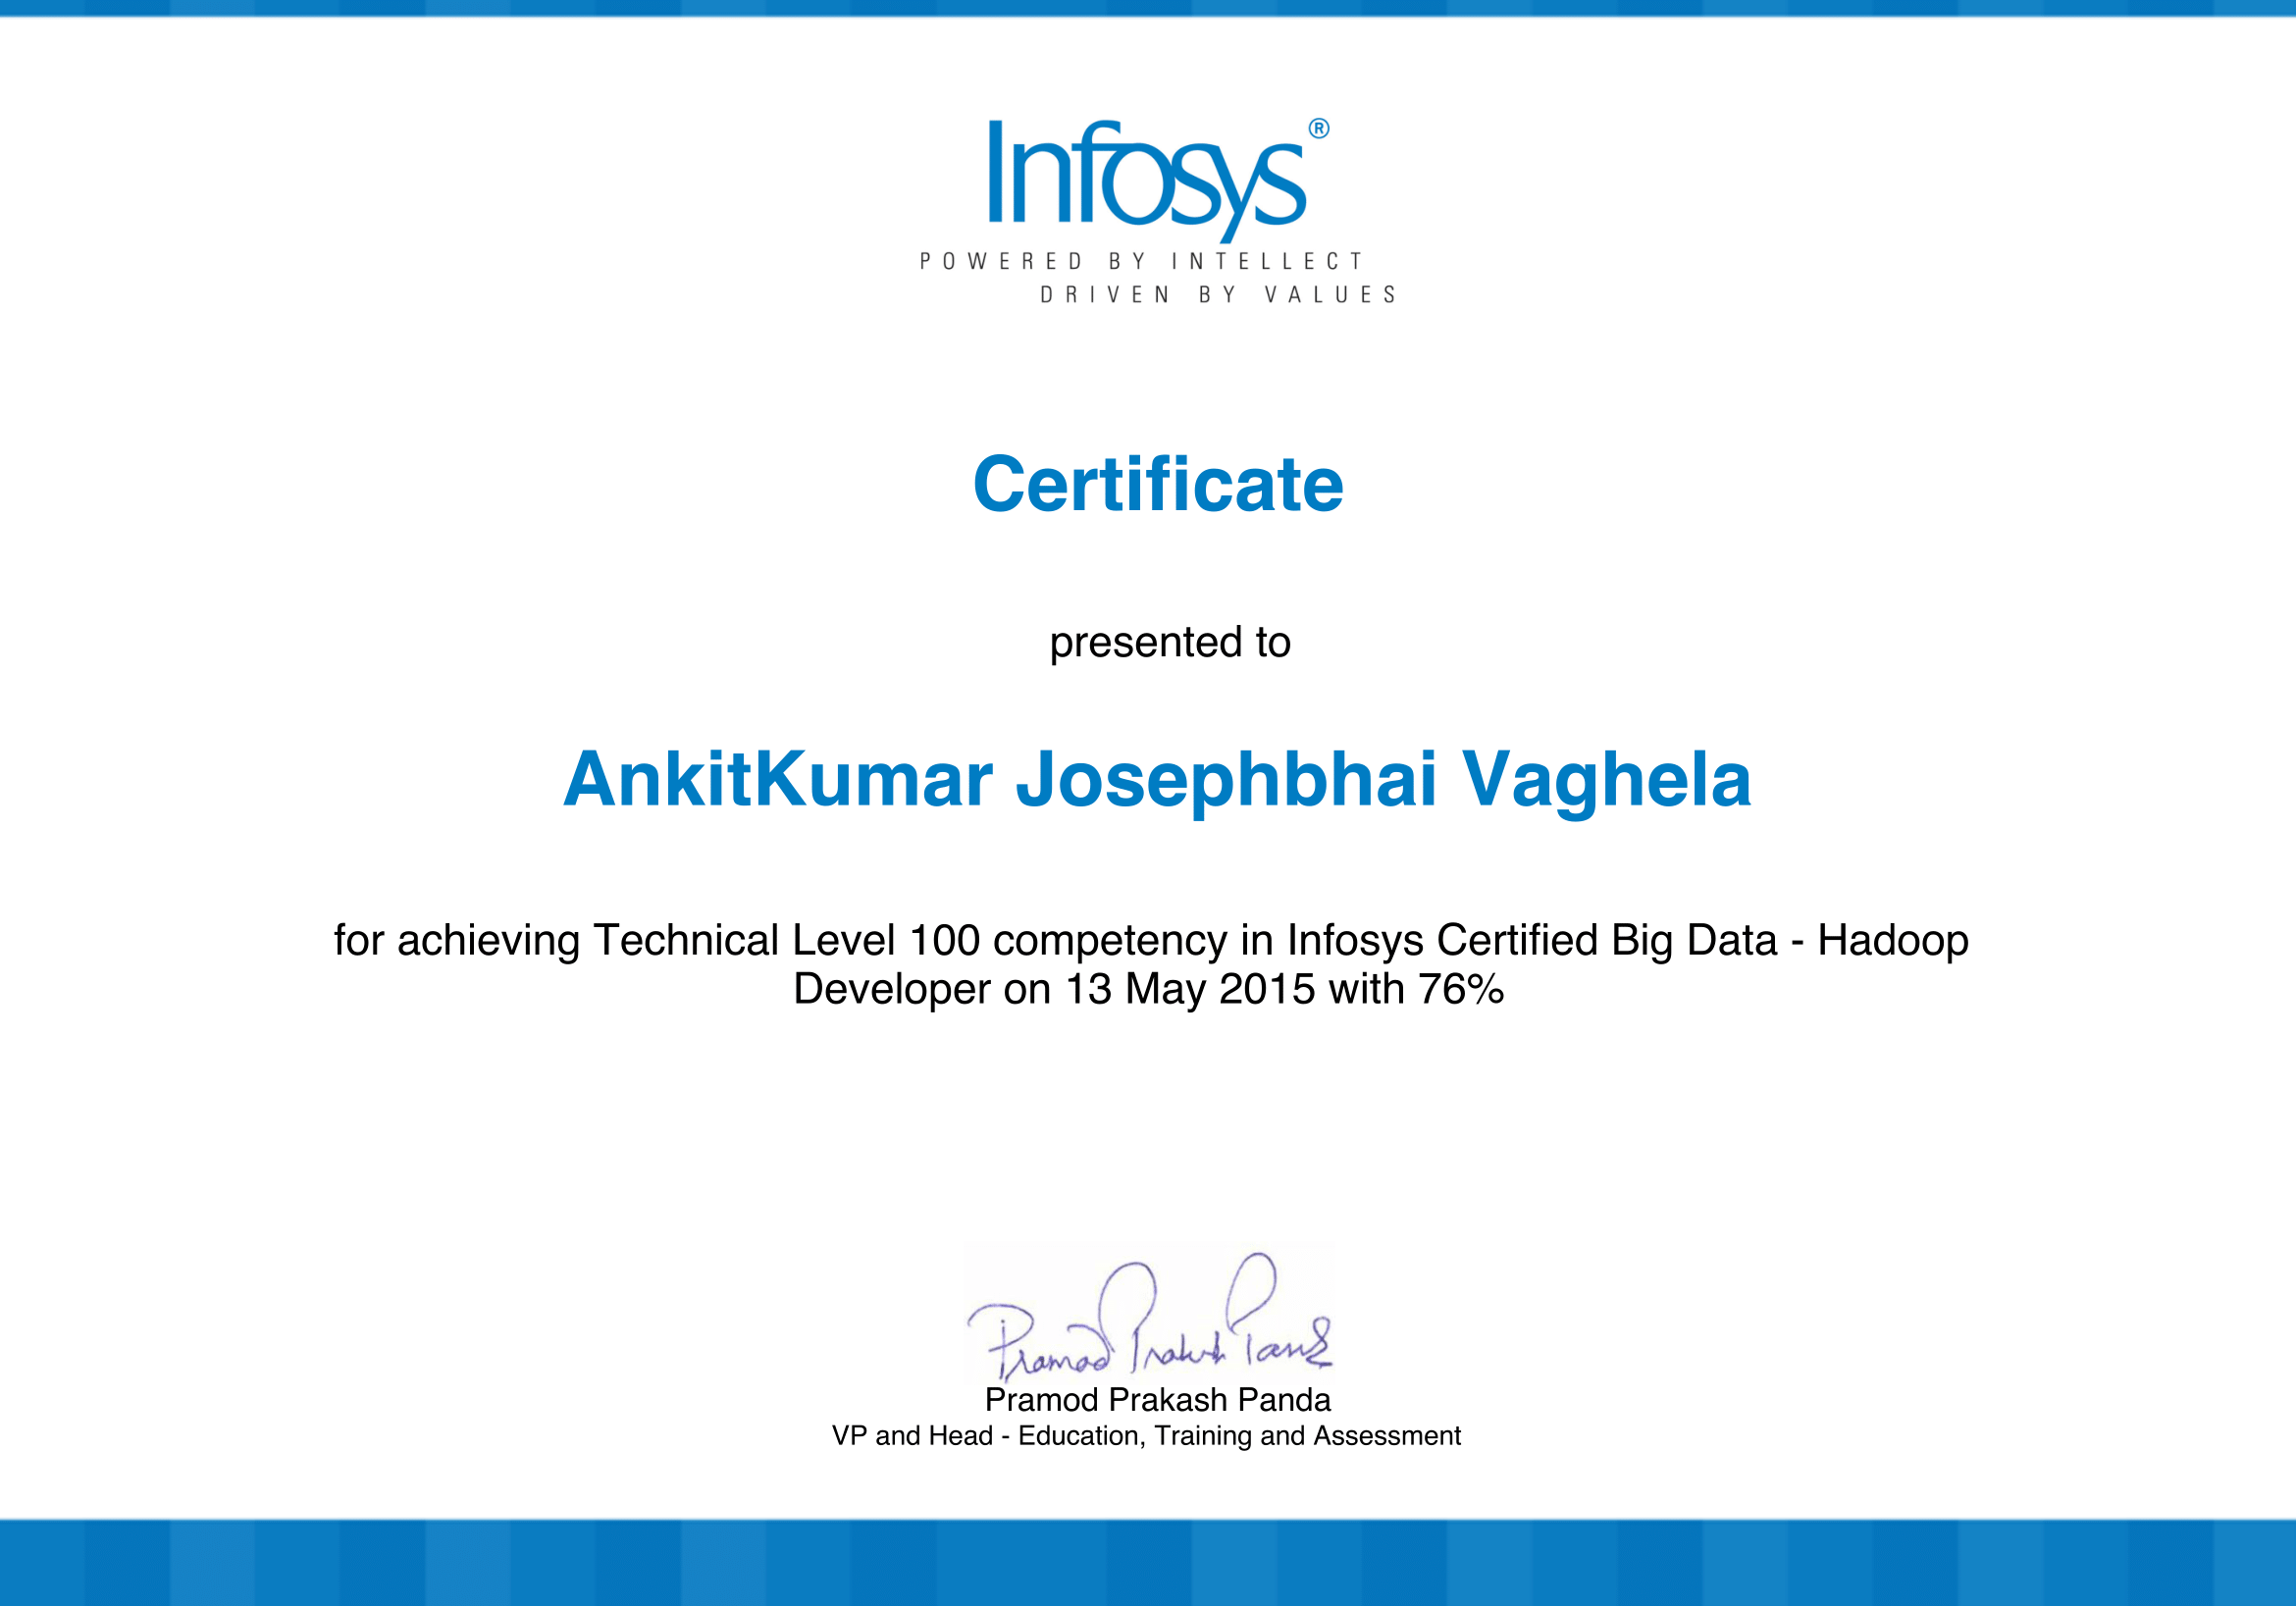 Infosys®
POWERED BY INTELLECT
DRIVEN BY VALUES
Certificate
presented to
AnkitKumar Josephbhai Vaghela
for achieving Technical Level 100 competency in Infosys Certified Big Data - Hadoop
Developer on 13 May 2015 with 76%
Pramod Prakash Panda
Pramod Prakash Panda
VP and Head - Education, Training and Assessment